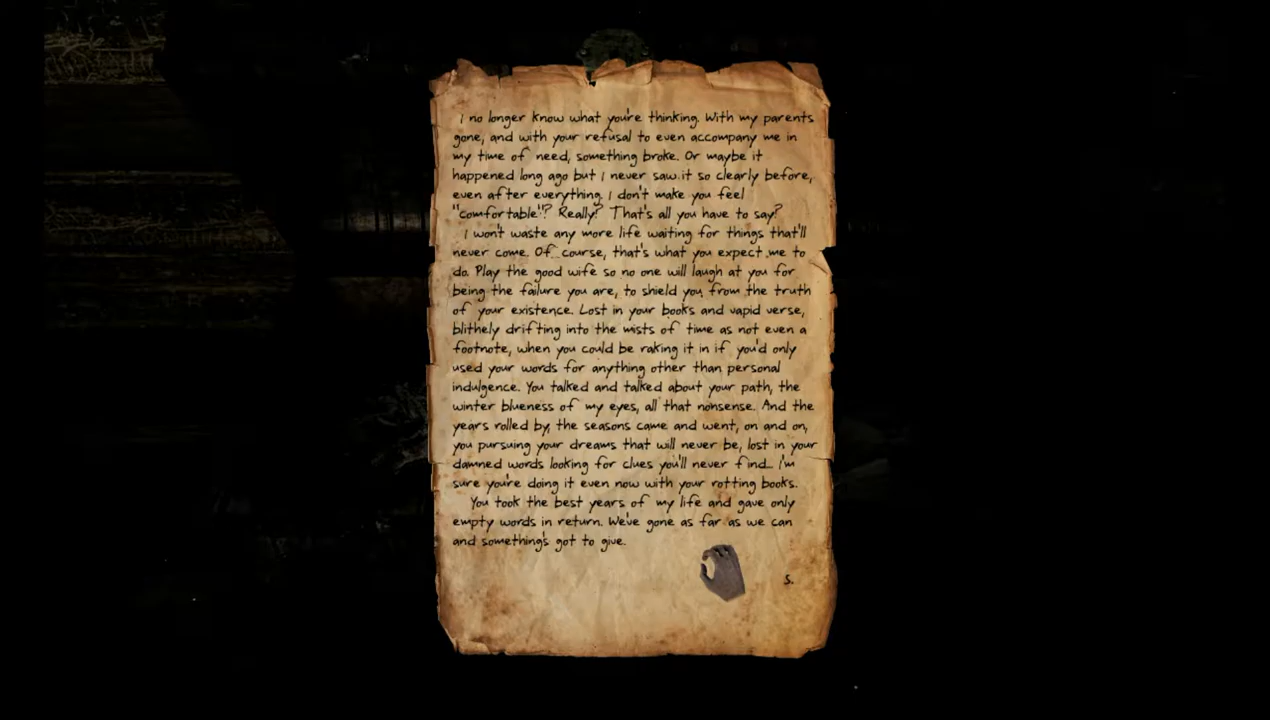 I no longer know what you're thinking. With my parents
gone, and with your refusal to even accompany me in
my time of need, something broke. Or maybe it
happened long ago but I never saw it so clearly before,
even after everything. I don't make you feel
"comfortable"? Really? That's all you have to say?
I won't waste any more life waiting for things that'll
never come. Of course, that's what you expect me to
do. Play the good wife so no one will laugh at you for
being the failure you are, to shield you from the truth
of your existence. Lost in your books and vapid verse,
blithely drifting into the mists of time as not even a
footnote, when you could be raking it in if you'd only
used your words for anything other than personal
indulgence. You talked and talked about your path, the
winter blueness of my eyes, all that nonsense. And the
years rolled by, the seasons came and went, on and on,
you pursuing your dreams that will never be, lost in your
damned words looking for clues you'll never find... I'm
sure you're doing it even now with your rotting books.
You took the best years of my life and gave only
empty words in return. We've gone as far as we can
and something's got to give.
S.